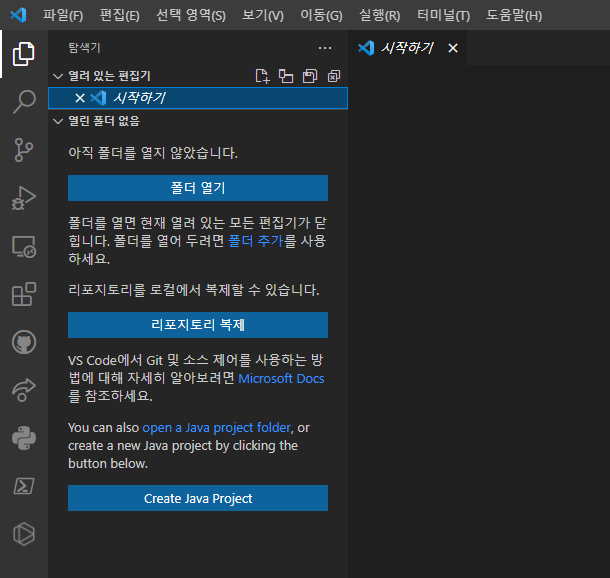 파일(F) 편집(E) 선택 영역(S) 보기(V) 이동(G) 실행(R) 터미널(T) 도움말(H)
탐색기
시작하기
열려 있는 편집기
시작하기
열린 폴더 없음
아직 폴더를 열지 않았습니다.
폴더 열기
폴더를 열면 현재 열려 있는 모든 편집기가 닫
힙니다. 폴더를 열어 두려면 폴더 추가를 사용
하세요.
리포지토리를 로컬에서 복제할 수 있습니다.
리포지토리 복제
VS Code에서 Git 및 소스 제어를 사용하는 방
법에 대해 자세히 알아보려면 Microsoft Docs
를 참조하세요.
You can also open a Java project folder, or
create a new Java project by clicking the
button below.
Create Java Project